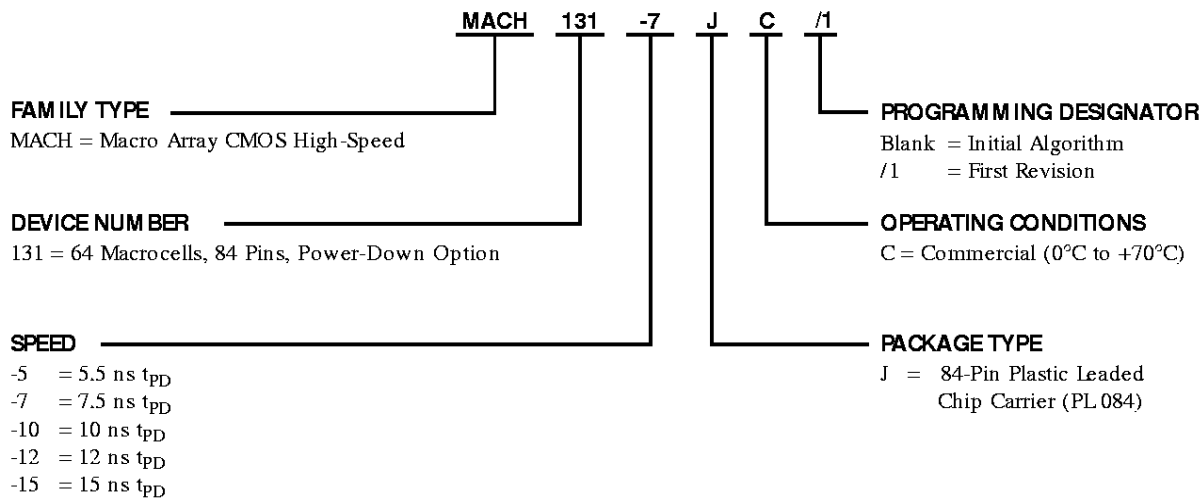 MACH 131 -7 J C /1
FAMILY TYPE
MACH = Macro Array CMOS High-Speed
PROGRAMMING DESIGNATOR
Blank = Initial Algorithm
/1 = First Revision
DEVICE NUMBER
131 = 64 Macrocells, 84 Pins, Power-Down Option
OPERATING CONDITIONS
C = Commercial (0°C to +70°C)
SPEED
-5 = 5.5 ns tPD
-7 = 7.5 ns tPD
-10 = 10 ns tPD
-12 = 12 ns tPD
-15 = 15 ns tPD
PACKAGE TYPE
J = 84-Pin Plastic Leaded
Chip Carrier (PL 084)